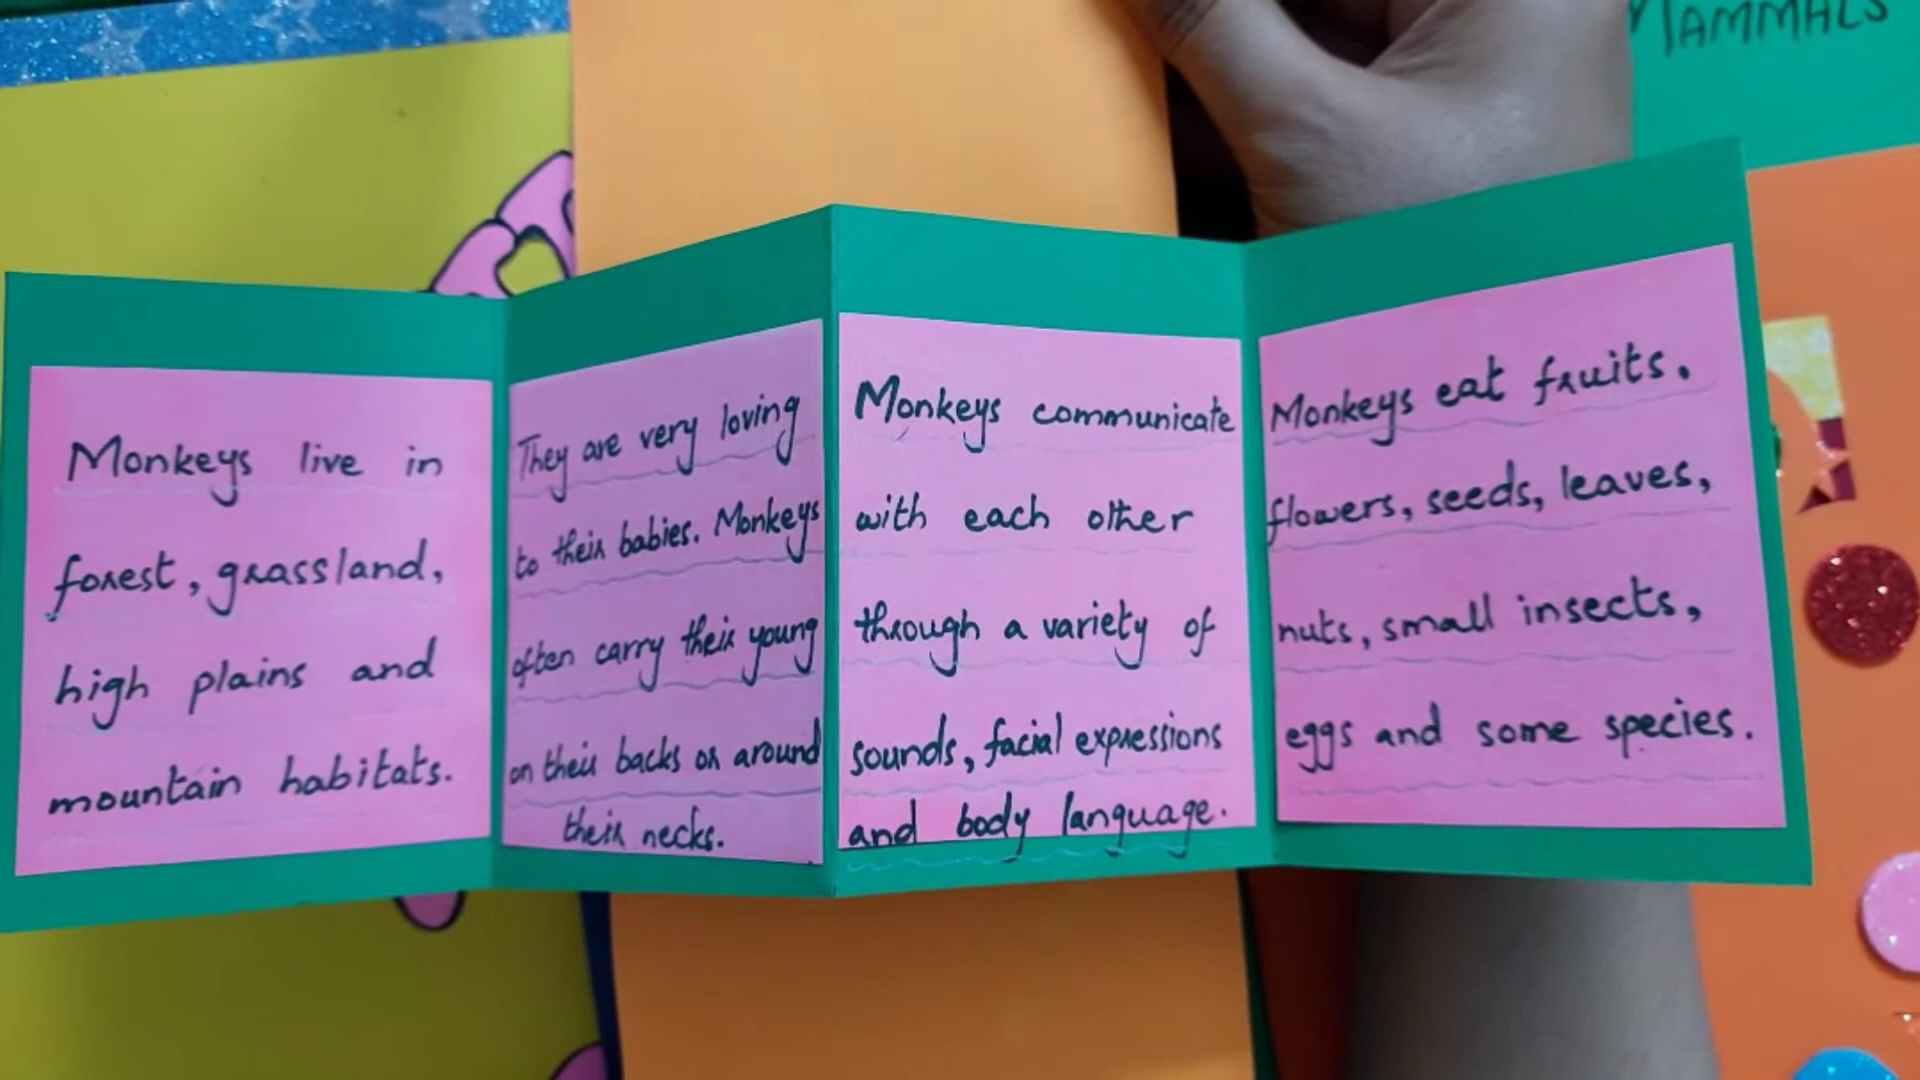 MAMMALS
Monkeys live in
forest, grassland,
high plains and
mountain habitats.
They are very loving
to their babies. Monkeys
often carry their young
on their backs or around
their necks.
Monkeys communicate
with each other
through a variety of
sounds, facial expressions
and body language.
Monkeys eat fruits.
flowers, seeds, leaves,
nuts, small insects,
eggs and some species.